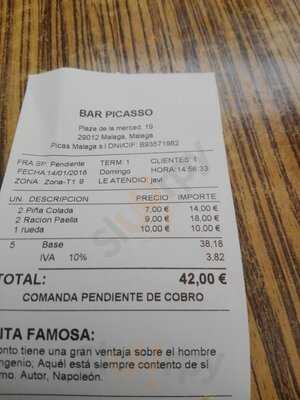 BAR PICASSO
Plaza de la merced, 19
29012 Malaga, Malaga
Picas Malaga s.l DNI/CIF: B93571982
FRA BP: Pendiente TERM: 1 CLIENTES: 1
FECHA:14/01/2018 Domingo HORA:14:56:33
ZONA: Zona-T1 9 LE ATENDIO: javi
UN. DESCRIPCION PRECIO IMPORTE
2 Piña Colada 7,00 € 14,00 €
2 Racion Paella 9,00 € 18,00 €
1 rueda 10,00 € 10,00 €
5 Base 38,18
IVA 10% 3,82
TOTAL: 42,00 €
COMANDA PENDIENTE DE COBRO
ITA FAMOSA:
onto tiene una gran ventaja sobre el hombre
ngenio; Aquél está siempre contento de sí
mo. Autor, Napoleón.